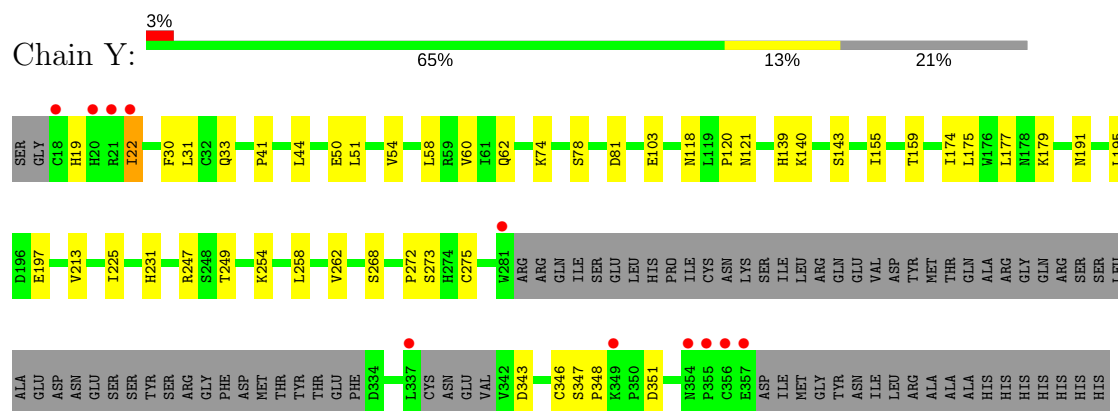 3%
Chain Y:
65% 13% 21%
SER GLY C18 H19 H20 R21 I22 F30 L31 C32 Q33 P41 L44 E50 L51 V54 L58 R59 V60 I61 Q62 K74 S78 D81 E103 N118 L119 P120 N121 H139 K140 S143 I155 T159 I174 L175 W176 L177 N178 K179 N191
D196 E197 V213 I225 H231 R247 S248 T249 K254 L258 V262 S268 P272 S273 H274 C275 W281 ARG ARG GLN ILE SER GLU LEU HIS PRO ILE CYS ASN LYS SER ILE LEU ARG GLN GLU VAL ASP TYR MET THR GLN ALA ARG GLY GLN ARG SER SER
ALA GLU ASP ASN GLU SER SER TYR SER ARG GLY PHE ASP MET THR TYR THR GLU PHE D334 L337 CYS ASN GLU VAL V342 D343 C346 S347 P348 K349 P350 D351 N354 P355 C356 E357 ASP ILE MET GLY TYR ASN ILE LEU ARG ALA ALA ALA HIS HIS HIS HIS HIS HIS